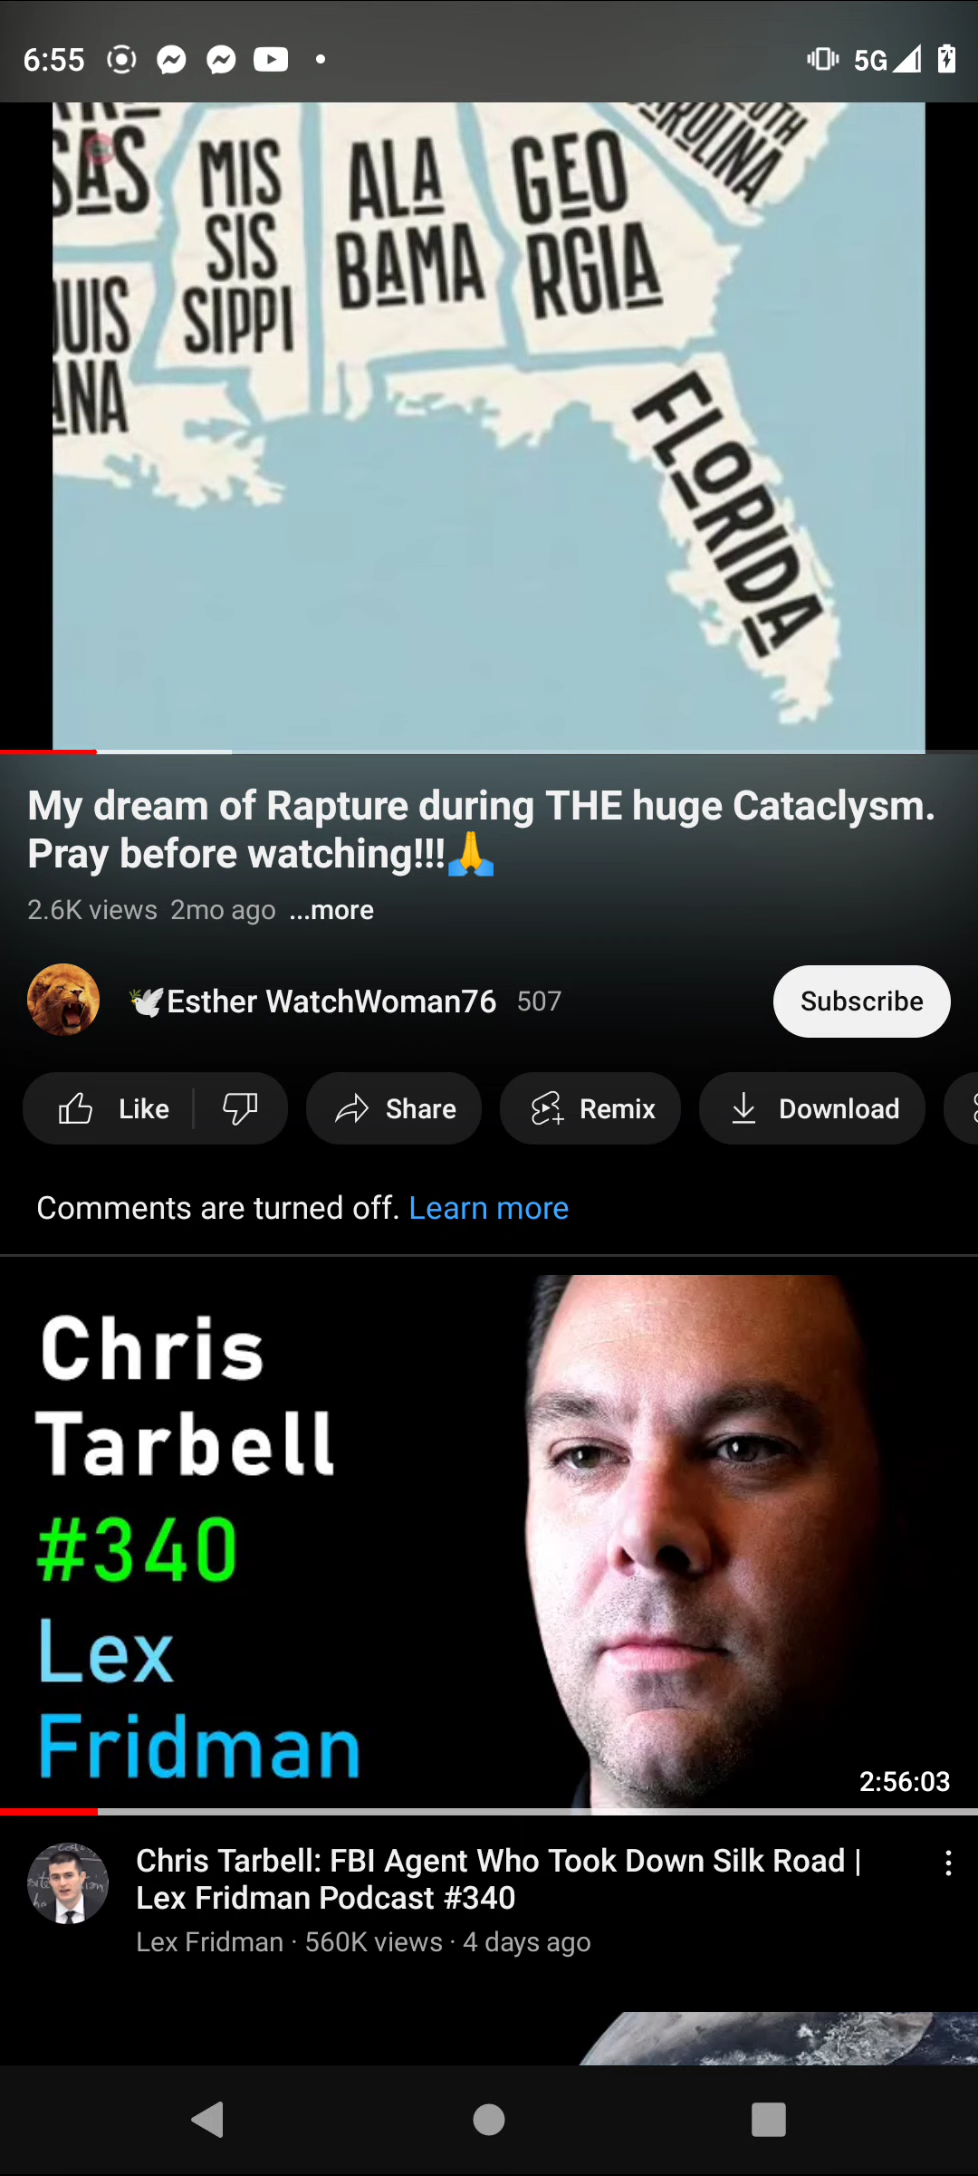 6:55
5G
SAS
MIS
SIS
SIPPI
ALA
BAMA
GEO
RGIA
CAROLINA
UIS
ANA
FLORIDA
My dream of Rapture during THE huge Cataclysm.
Pray before watching!!!🙏
2.6K views 2mo ago ...more
🕊Esther WatchWoman76 507
Subscribe
Like
Share
Remix
Download
Comments are turned off. Learn more
Chris
Tarbell
#340
Lex
Fridman
2:56:03
Chris Tarbell: FBI Agent Who Took Down Silk Road |
Lex Fridman Podcast #340
Lex Fridman · 560K views · 4 days ago